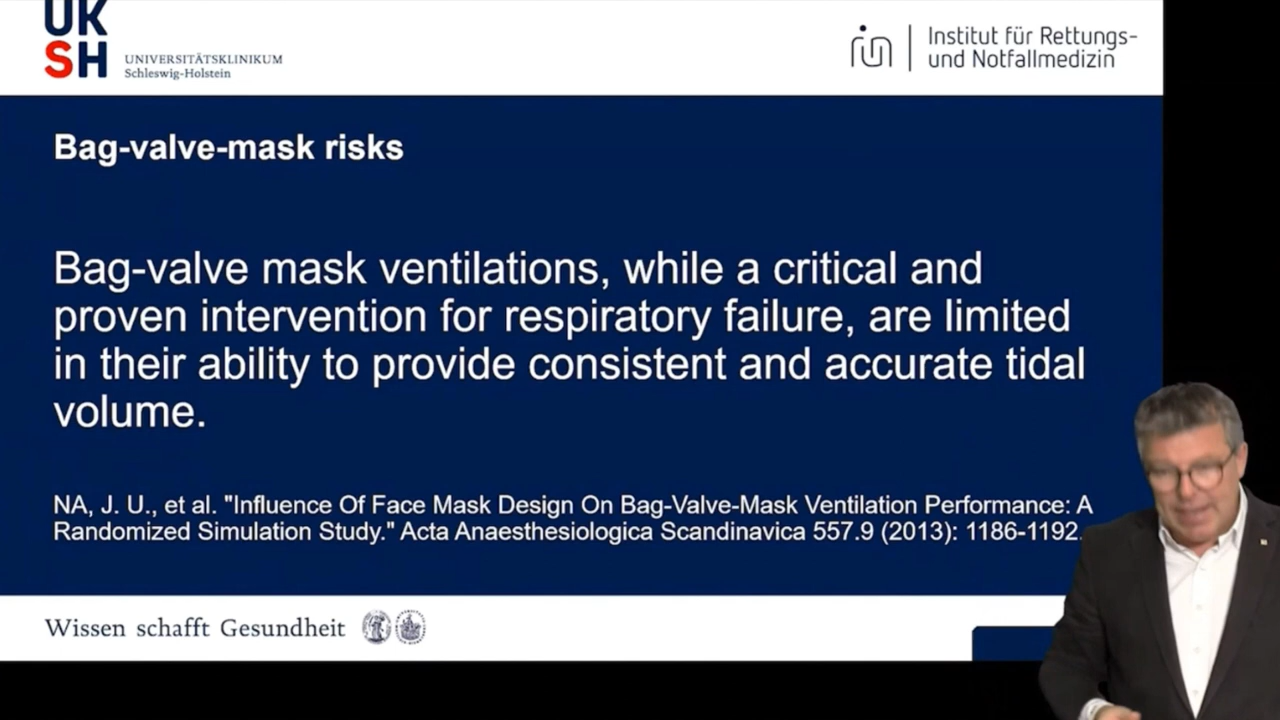 UK
SH
UNIVERSITÄTSKLINIKUM
Schleswig-Holstein
Institut für Rettungs-
und Notfallmedizin
Bag-valve-mask risks
Bag-valve mask ventilations, while a critical and
proven intervention for respiratory failure, are limited
in their ability to provide consistent and accurate tidal
volume.
NA, J. U., et al. "Influence Of Face Mask Design On Bag-Valve-Mask Ventilation Performance: A
Randomized Simulation Study." Acta Anaesthesiologica Scandinavica 557.9 (2013): 1186-1192.
Wissen schafft Gesundheit